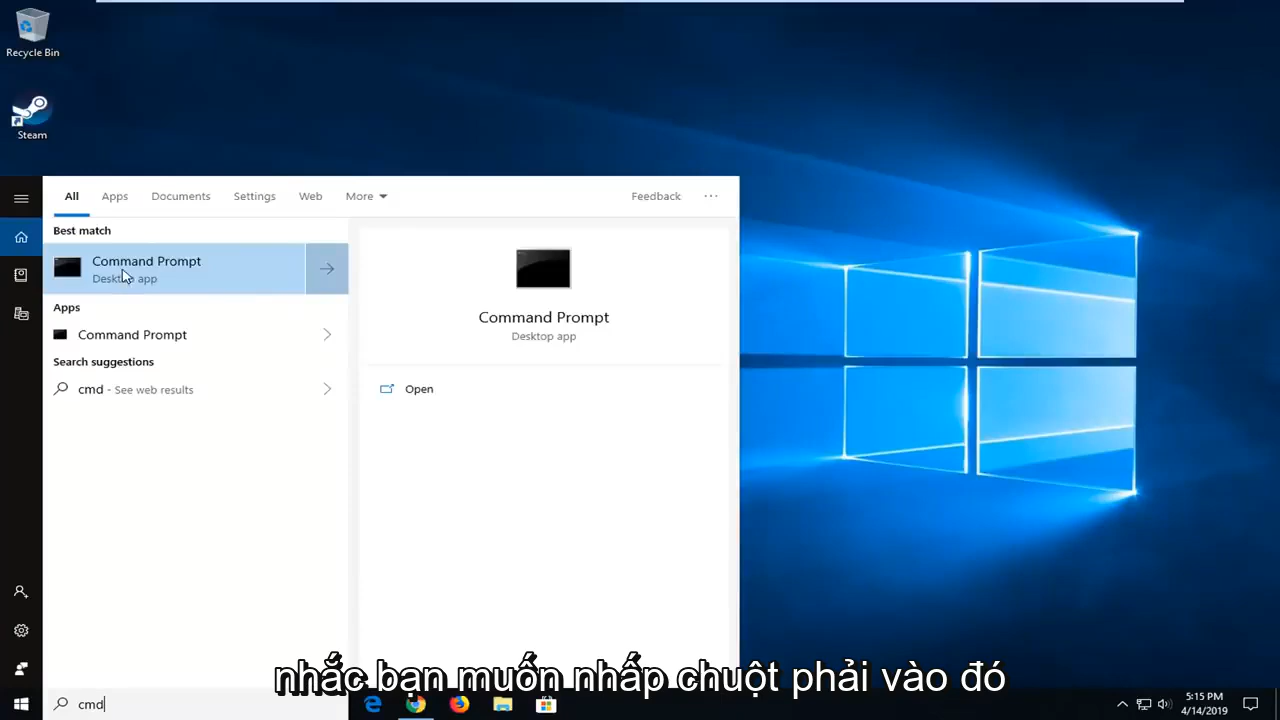 Recycle Bin
Steam
All Apps Documents Settings Web More Feedback ...
Best match
Command Prompt
Desktop app
Apps
Command Prompt
Search suggestions
cmd - See web results
Command Prompt
Desktop app
Open
nhắc bạn muốn nhấp chuột phải vào đó
cmd
5:15 PM
4/14/2019